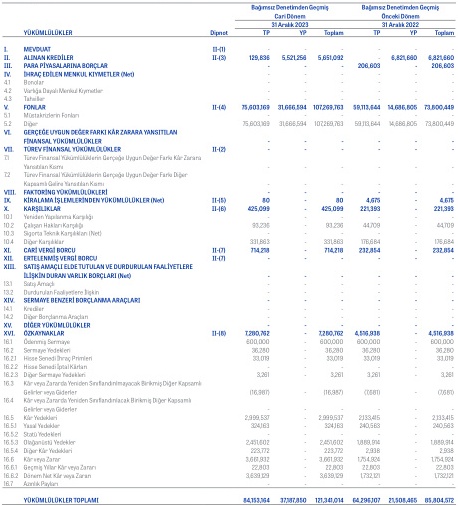 Bağımsız Denetimden Geçmiş Bağımsız Denetimden Geçmiş
Cari Dönem Önceki Dönem
31 Aralık 2023 31 Aralık 2022
YÜKÜMLÜLÜKLER Dipnot TP YP Toplam TP YP Toplam
I. MEVDUAT II-(1) - - - - - -
II. ALINAN KREDİLER II-(3) 129,836 5,521,256 5,651,092 - 6,821,660 6,821,660
III. PARA PİYASALARINA BORÇLAR - - - 206,603 - 206,603
IV. İHRAÇ EDİLEN MENKUL KIYMETLER (Net) - - - - - -
4.1 Bonolar - - - - - -
4.2 Varlığa Dayalı Menkul Kıymetler - - - - - -
4.3 Tahviller - - - - - -
V. FONLAR II-(4) 75,603,169 31,666,594 107,269,763 59,113,644 14,686,805 73,800,449
5.1 Müstakrizlerin Fonları - - - - - -
5.2 Diğer 75,603,169 31,666,594 107,269,763 59,113,644 14,686,805 73,800,449
VI. GERÇEĞE UYGUN DEĞER FARKI KÂR ZARARA YANSITILAN
FİNANSAL YÜKÜMLÜLÜKLER - - - - - -
VII. TÜREV FİNANSAL YÜKÜMLÜLÜKLER II-(2) - - - - - -
7.1 Türev Finansal Yükümlülüklerin Gerçeğe Uygun Değer Farkı Kâr Zarara
Yansıtılan Kısmı - - - - - -
7.2 Türev Finansal Yükümlülüklerin Gerçeğe Uygun Değer Farkı Diğer
Kapsamlı Gelire Yansıtılan Kısmı - - - - - -
VIII. FAKTORİNG YÜKÜMLÜLÜKLERİ - - - - - -
IX. KİRALAMA İŞLEMLERİNDEN YÜKÜMLÜLÜKLER (Net) II-(5) 80 - 80 4,675 - 4,675
X. KARŞILIKLAR II-(6) 425,099 - 425,099 221,393 - 221,393
10.1 Yeniden Yapılanma Karşılığı - - - - - -
10.2 Çalışan Hakları Karşılığı 93,236 - 93,236 44,709 - 44,709
10.3 Sigorta Teknik Karşılıkları (Net) - - - - - -
10.4 Diğer Karşılıklar 331,863 - 331,863 176,684 - 176,684
XI. CARİ VERGİ BORCU II-(7) 714,218 - 714,218 232,854 - 232,854
XII. ERTELENMİŞ VERGİ BORCU II-(7) - - - - - -
XIII. SATIŞ AMAÇLI ELDE TUTULAN VE DURDURULAN FAALİYETLERE
İLİŞKİN DURAN VARLIK BORÇLARI (Net) - - - - - -
13.1 Satış Amaçlı - - - - - -
13.2 Durdurulan Faaliyetlere İlişkin - - - - - -
XIV. SERMAYE BENZERİ BORÇLANMA ARAÇLARI - - - - - -
14.1 Krediler - - - - - -
14.2 Diğer Borçlanma Araçları - - - - - -
XV. DİĞER YÜKÜMLÜLÜKLER - - - - - -
XVI. ÖZKAYNAKLAR II-(8) 7,280,762 - 7,280,762 4,516,938 - 4,516,938
16.1 Ödenmiş Sermaye 600,000 - 600,000 600,000 - 600,000
16.2 Sermaye Yedekleri 36,280 - 36,280 36,280 - 36,280
16.2.1 Hisse Senedi İhraç Primleri 33,019 - 33,019 33,019 - 33,019
16.2.2 Hisse Senedi İptal Kârları - - - - - -
16.2.3 Diğer Sermaye Yedekleri 3,261 - 3,261 3,261 - 3,261
16.3 Kâr veya Zararda Yeniden Sınıflandırılmayacak Birikmiş Diğer Kapsamlı
Gelirler veya Giderler (16,987) - (16,987) (7,681) - (7,681)
16.4 Kâr veya Zararda Yeniden Sınıflandırılacak Birikmiş Diğer Kapsamlı
Gelirler veya Giderler - - - - - -
16.5 Kâr Yedekleri 2,999,537 - 2,999,537 2,133,415 - 2,133,415
16.5.1 Yasal Yedekler 324,163 - 324,163 240,563 - 240,563
16.5.2 Statü Yedekleri - - - - - -
16.5.3 Olağanüstü Yedekler 2,451,602 - 2,451,602 1,889,914 - 1,889,914
16.5.4 Diğer Kâr Yedekleri 223,772 - 223,772 2,938 - 2,938
16.6 Kâr veya Zarar 3,661,932 - 3,661,932 1,754,924 - 1,754,924
16.6.1 Geçmiş Yıllar Kâr veya Zararı 22,803 - 22,803 22,803 - 22,803
16.6.2 Dönem Net Kâr veya Zararı 3,639,129 - 3,639,129 1,732,121 - 1,732,121
16.7 Azınlık Payları - - - - - -
YÜKÜMLÜLÜKLER TOPLAMI 84,153,164 37,187,850 121,341,014 64,296,107 21,508,465 85,804,572